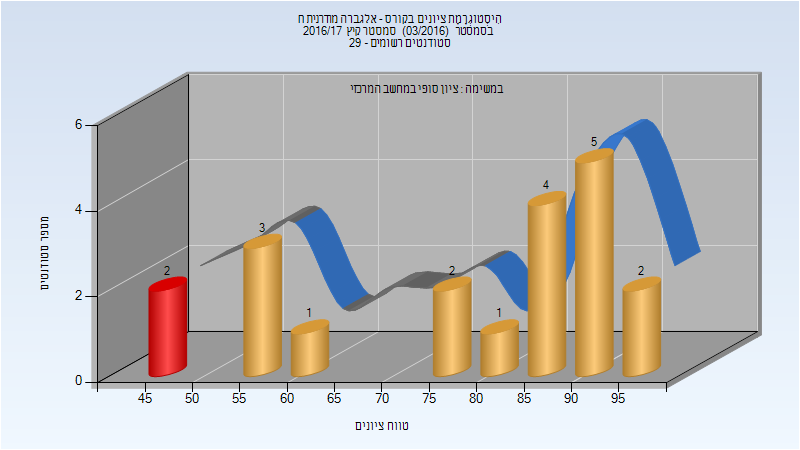 היסטוגרמת ציונים בקורס - אלגברה מודרנית ח
בסמסטר (03/2016) סמסטר קיץ 2016/17
סטודנטים רשומים - 29
במשימה : ציון סופי במחשב המרכזי
מספר סטודנטים
6
4
2
0
2
3
1
2
1
4
5
2
45 50 55 60 65 70 75 80 85 90 95
טווח ציונים